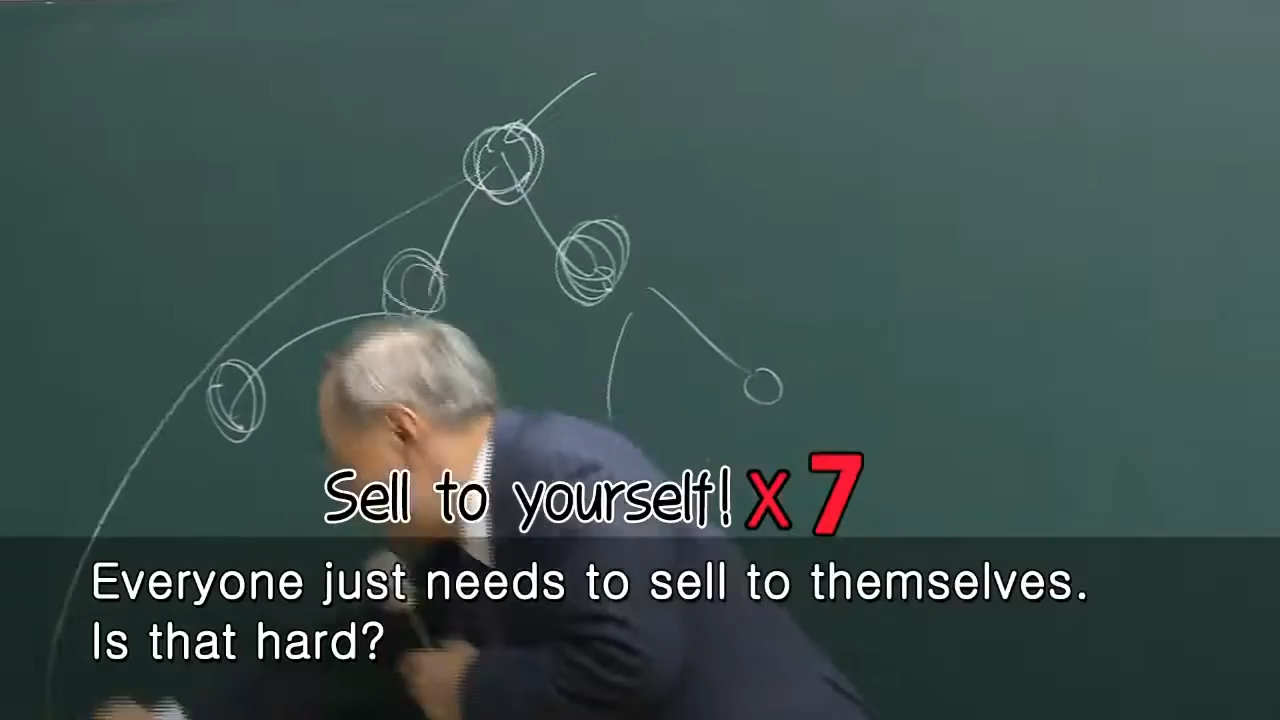 Sell to yourself! x 7
Everyone just needs to sell to themselves.
Is that hard?